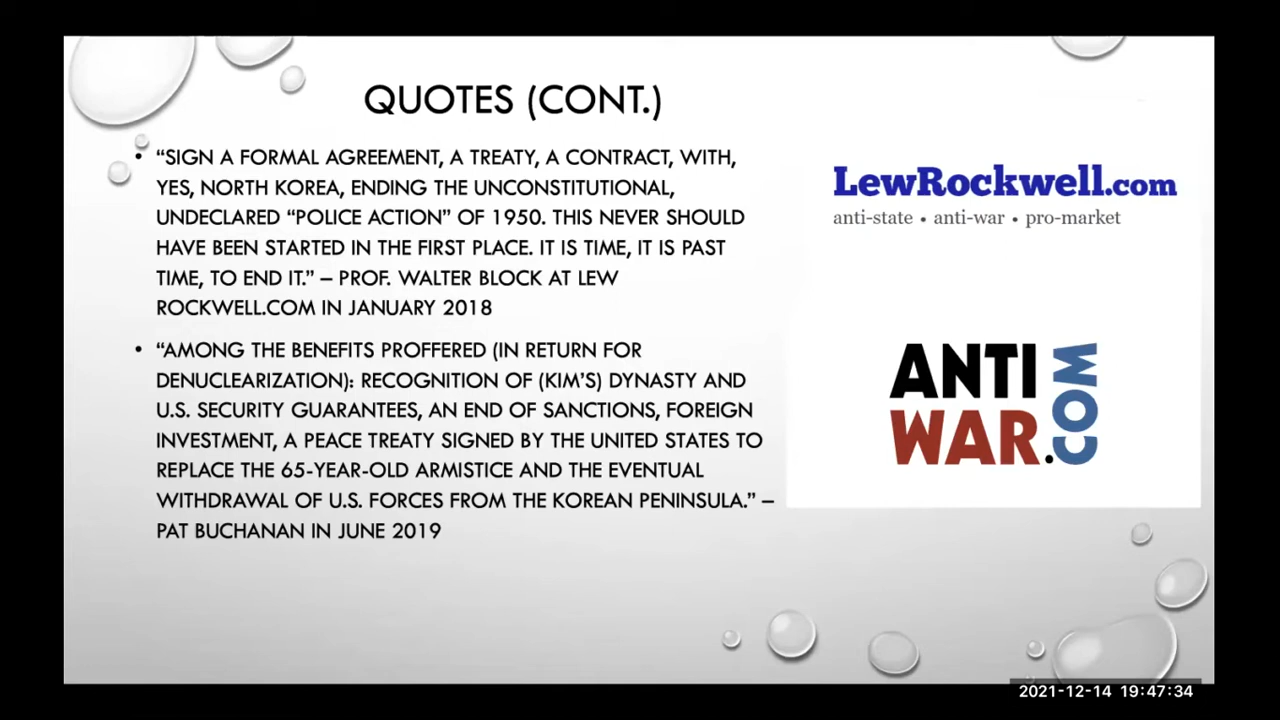 QUOTES (CONT.)
• “SIGN A FORMAL AGREEMENT, A TREATY, A CONTRACT, WITH,
YES, NORTH KOREA, ENDING THE UNCONSTITUTIONAL,
UNDECLARED “POLICE ACTION” OF 1950. THIS NEVER SHOULD
HAVE BEEN STARTED IN THE FIRST PLACE. IT IS TIME, IT IS PAST
TIME, TO END IT.” – PROF. WALTER BLOCK AT LEW
ROCKWELL.COM IN JANUARY 2018
• “AMONG THE BENEFITS PROFFERED (IN RETURN FOR
DENUCLEARIZATION): RECOGNITION OF (KIM’S) DYNASTY AND
U.S. SECURITY GUARANTEES, AN END OF SANCTIONS, FOREIGN
INVESTMENT, A PEACE TREATY SIGNED BY THE UNITED STATES TO
REPLACE THE 65-YEAR-OLD ARMISTICE AND THE EVENTUAL
WITHDRAWAL OF U.S. FORCES FROM THE KOREAN PENINSULA.” –
PAT BUCHANAN IN JUNE 2019
LewRockwell.com
anti-state • anti-war • pro-market
ANTI
WAR.COM
2021-12-14 19:47:34